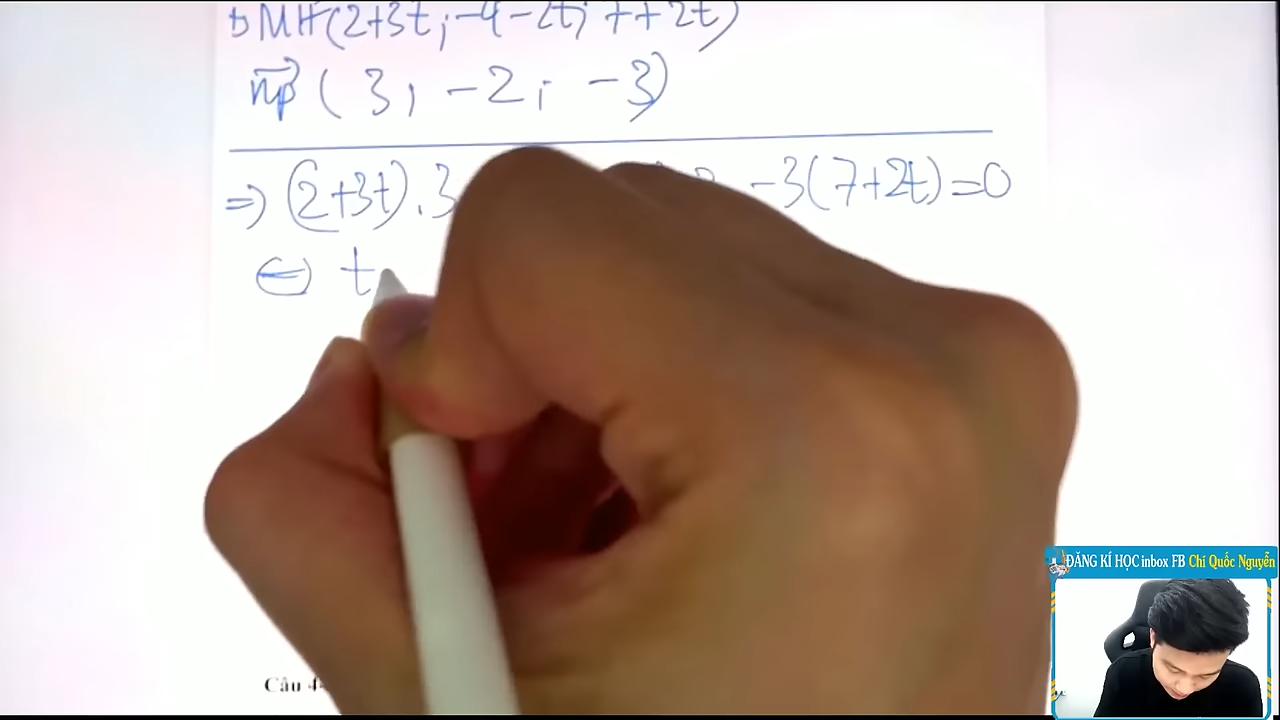 MH(2+3t; -4-2t; 7+2t)
np ( 3; -2; -3)
=> (2+3t).3 -3(7+2t)=0
<=> t
Câu 4
ĐĂNG KÍ HỌC inbox FB Chí Quốc Nguyễn